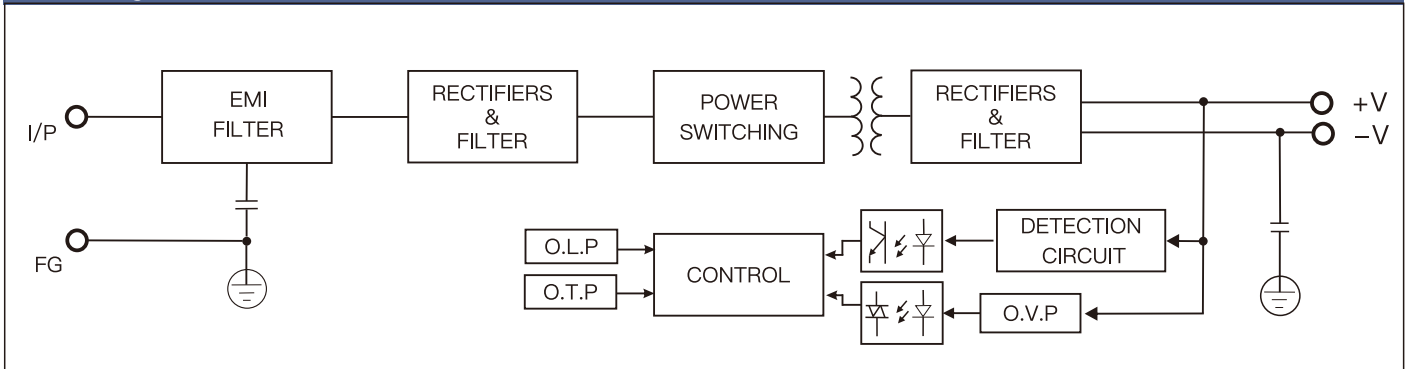 I/P
EMI
FILTER
RECTIFIERS
&
FILTER
POWER
SWITCHING
RECTIFIERS
&
FILTER
+V
-V
FG
O.L.P
O.T.P
CONTROL
DETECTION
CIRCUIT
O.V.P